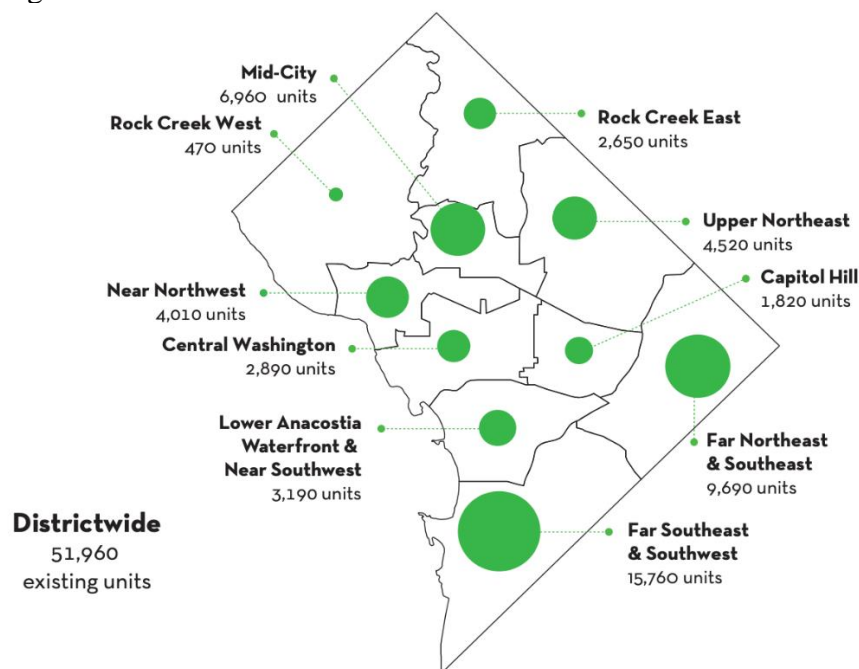 Mid-City
6,960 units
Rock Creek West
470 units
Rock Creek East
2,650 units
Upper Northeast
4,520 units
Near Northwest
4,010 units
Capitol Hill
1,820 units
Central Washington
2,890 units
Lower Anacostia
Waterfront &
Near Southwest
3,190 units
Far Northeast
& Southeast
9,690 units
Districtwide
51,960
existing units
Far Southeast
& Southwest
15,760 units